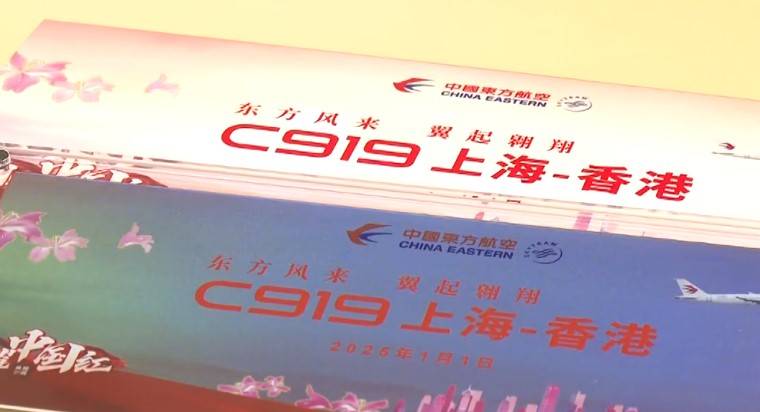 中國東方航空
CHINA EASTERN
SKYTEAM
东方风来 翼起翱翔
C919上海-香港
中國東方航空
CHINA EASTERN
SKYTEAM
东方风来 翼起翱翔
C919上海-香港
2025年1月1日
中国红